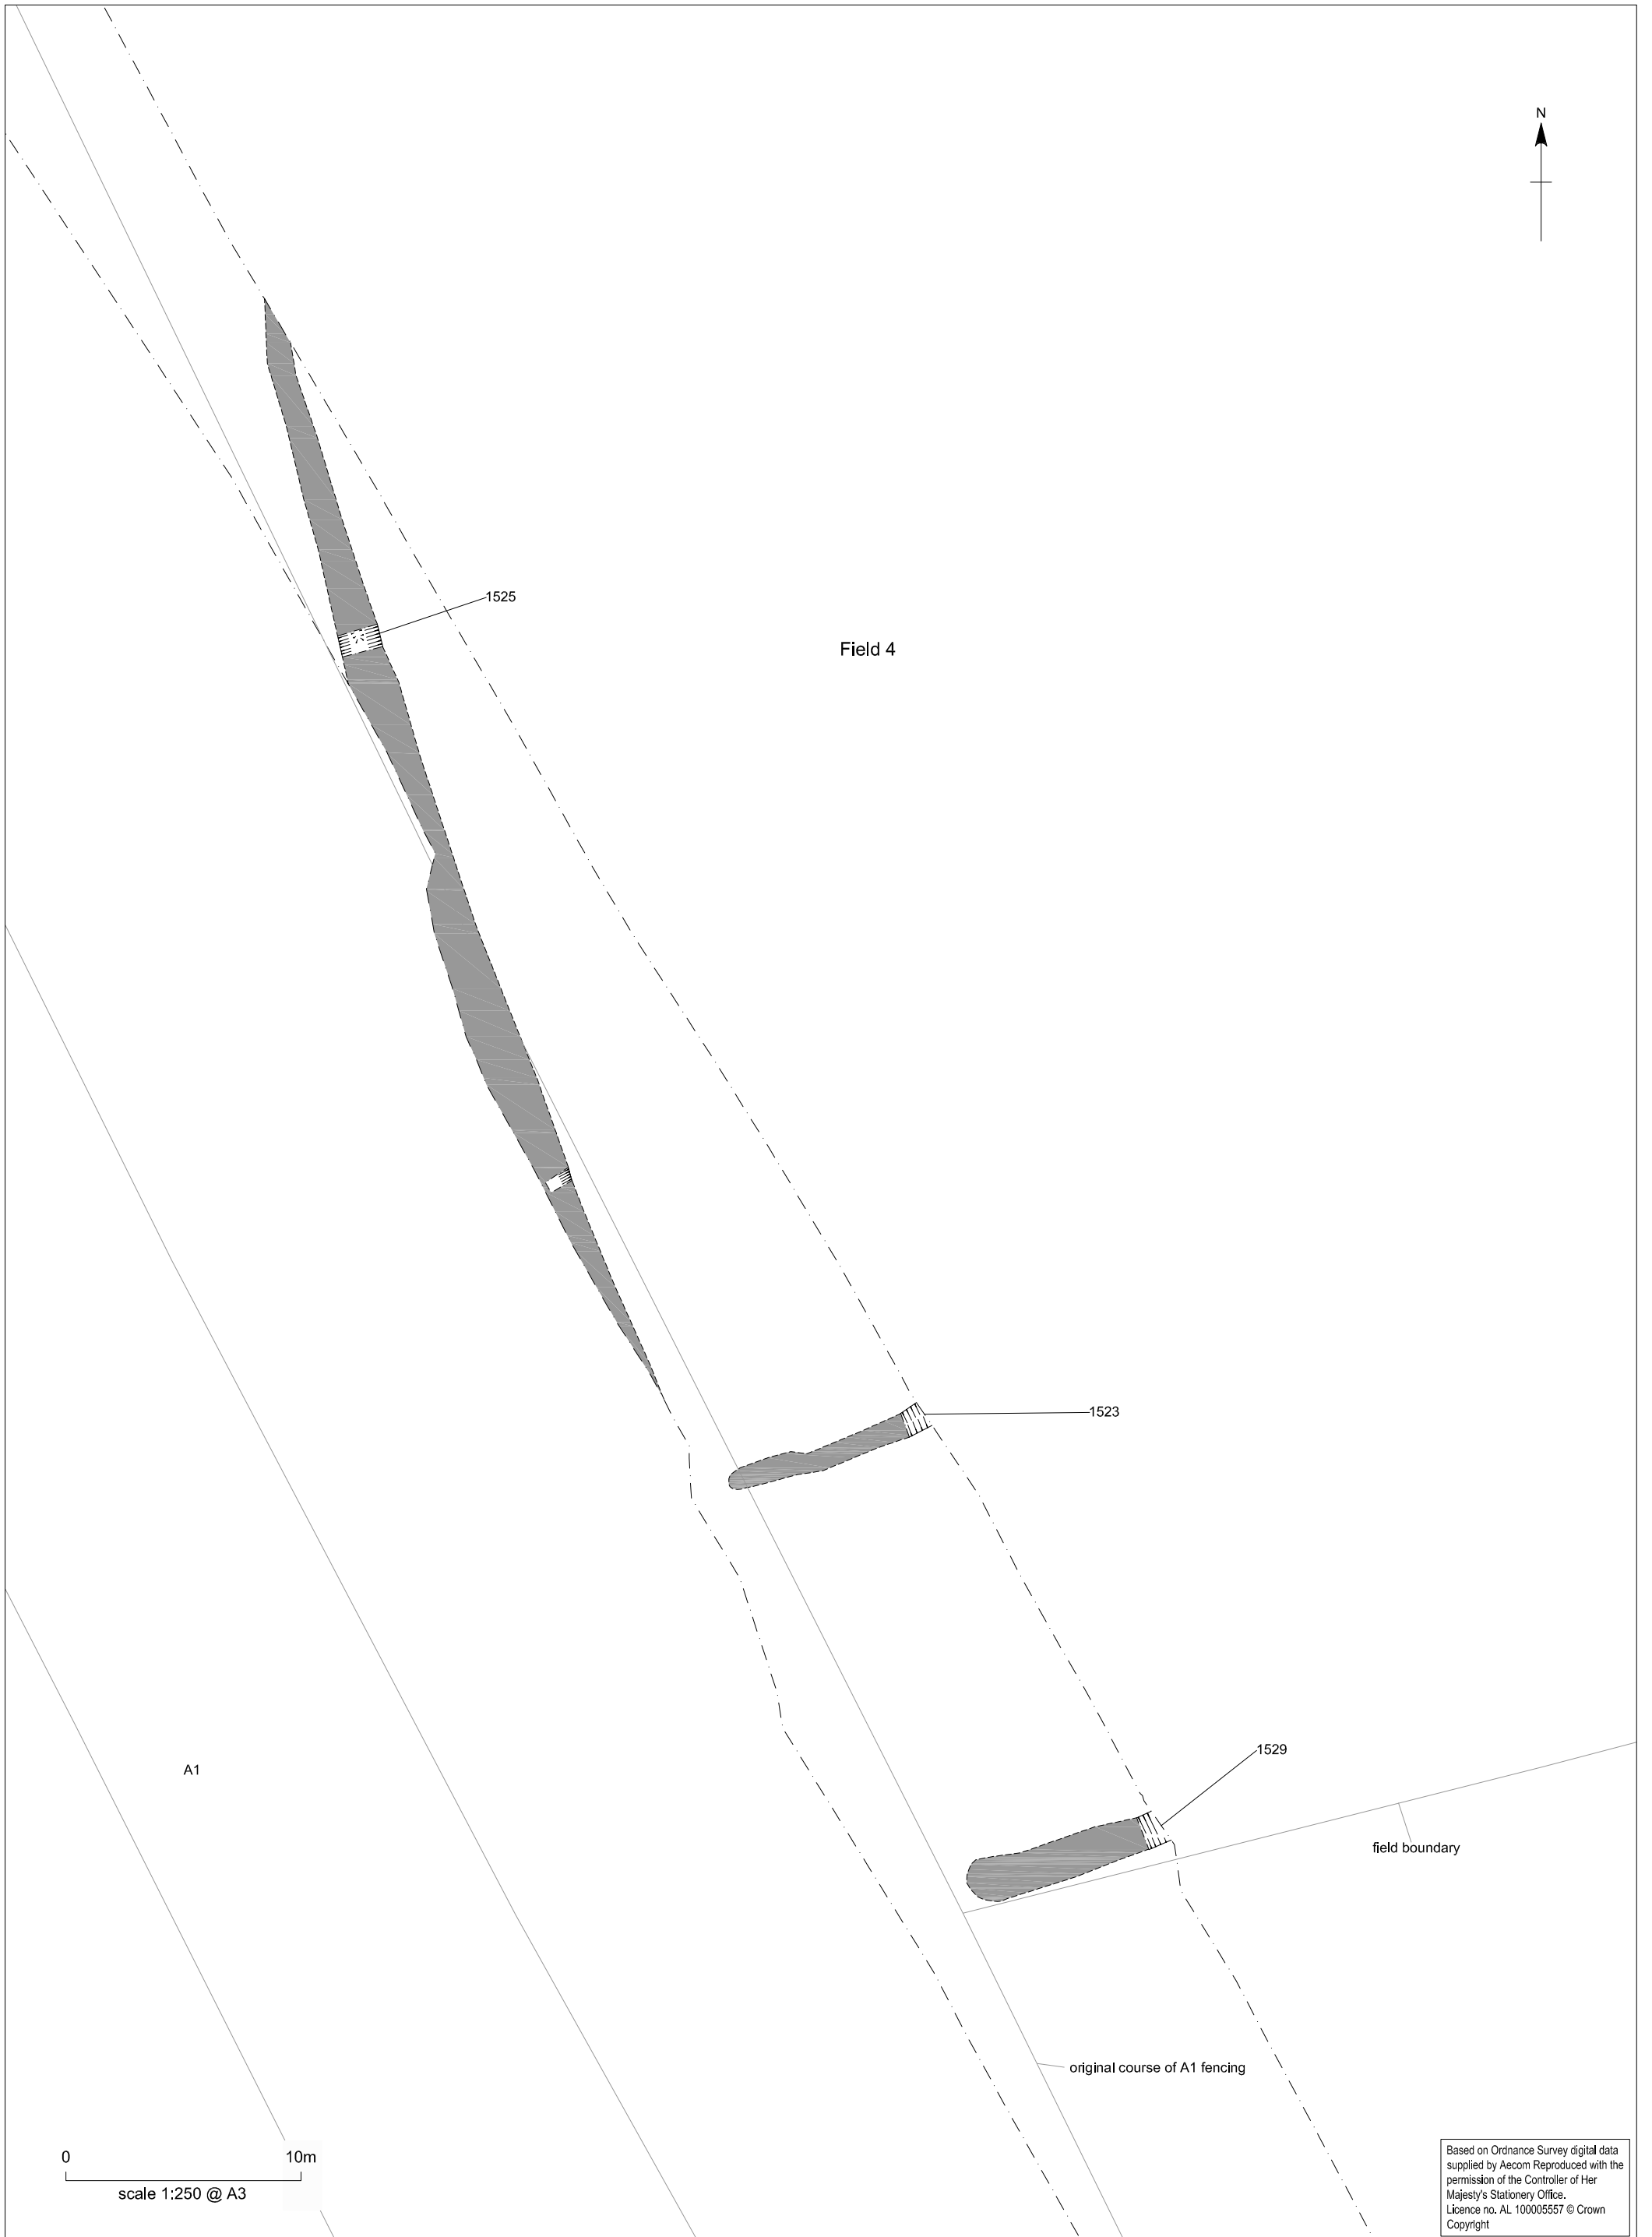 N
1525
Field 4
1523
1529
A1
field boundary
original course of A1 fencing
0 10m
scale 1:250 @ A3
Based on Ordnance Survey digital data
supplied by Aecom Reproduced with the
permission of the Controller of Her
Majesty's Stationery Office.
Licence no. AL 100005557 © Crown
Copyright